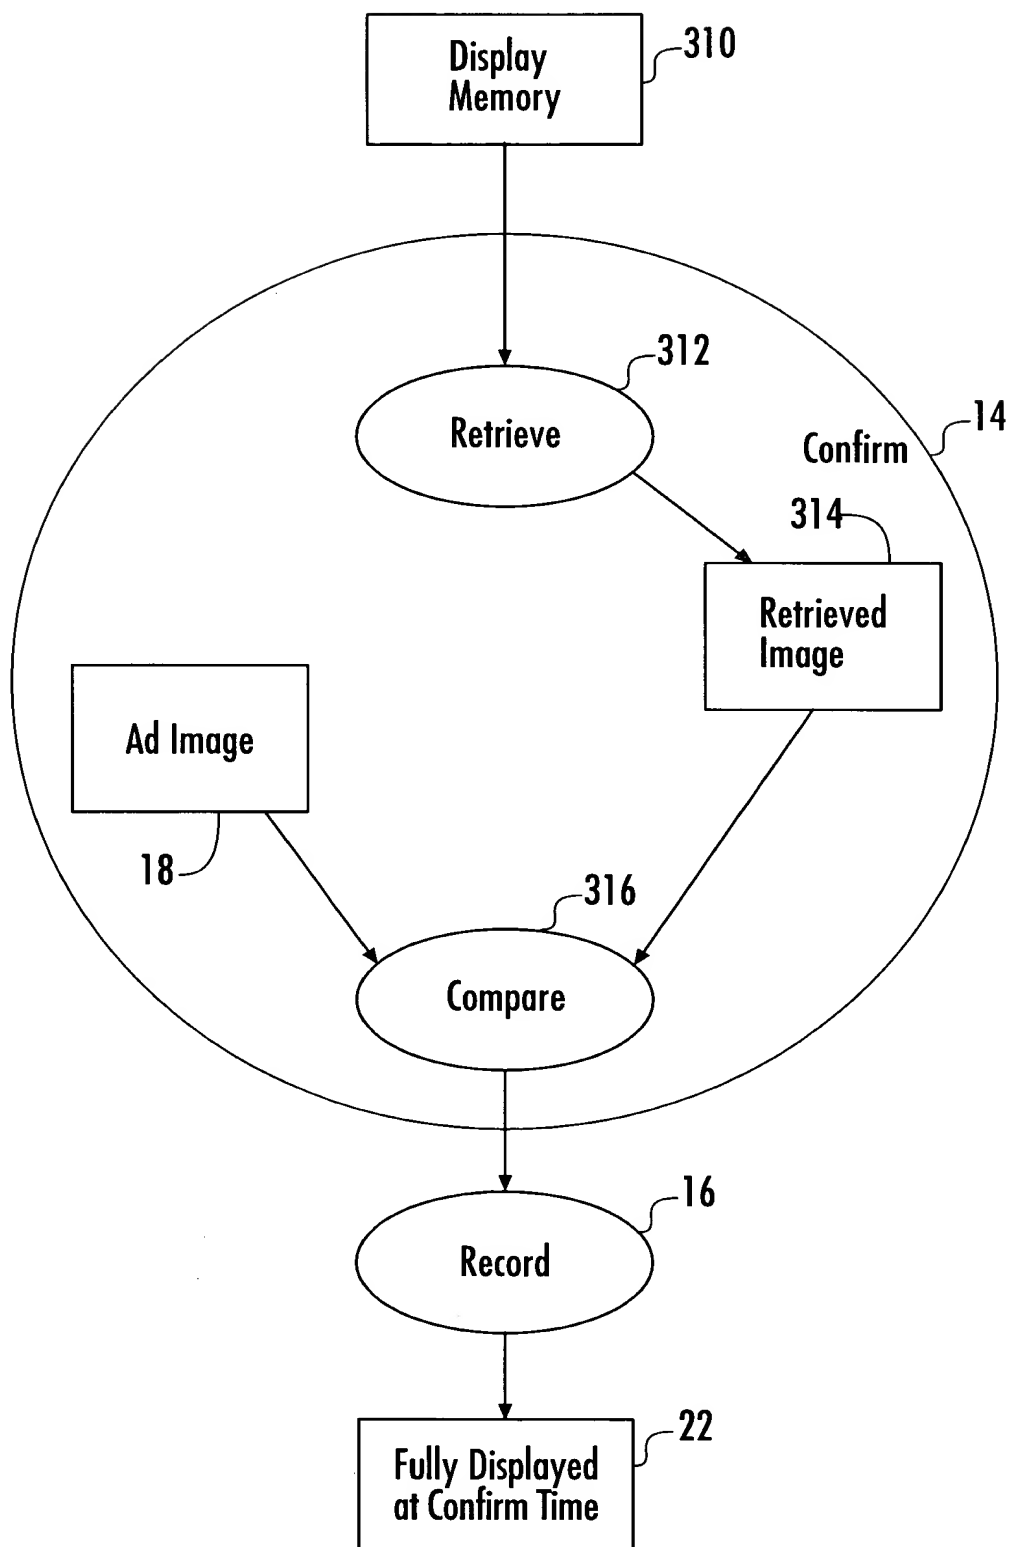 Display
Memory
310
312
Retrieve
14
Confirm
314
Retrieved
Image
Ad Image
18
316
Compare
16
Record
22
Fully Displayed
at Confirm Time